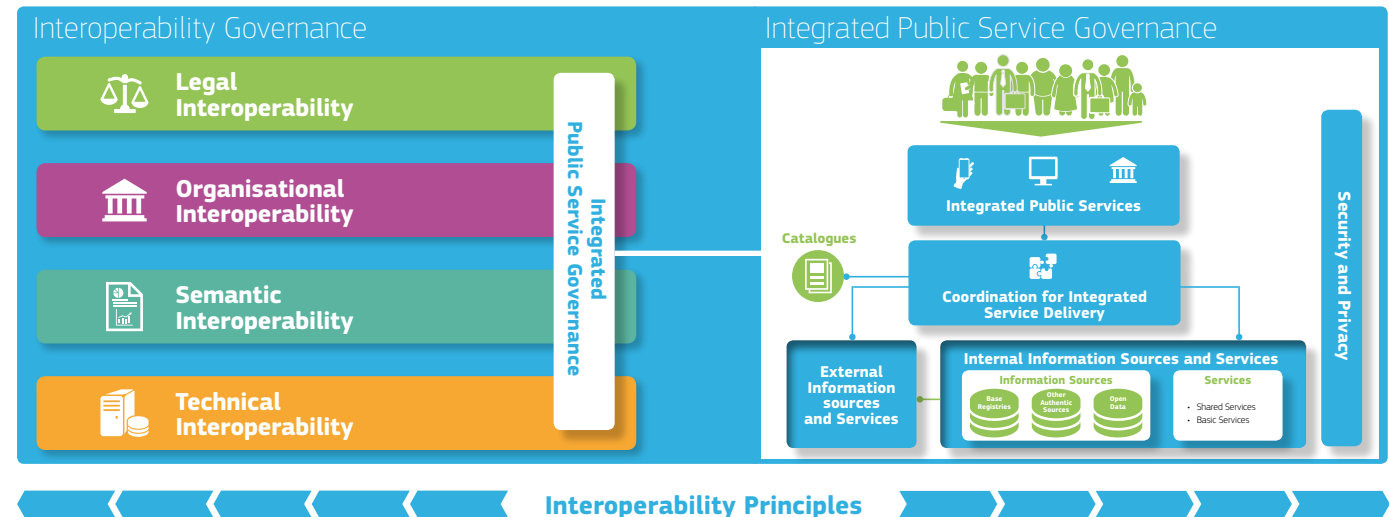 Interoperability Governance
Legal
Interoperability
Organisational
Interoperability
Semantic
Interoperability
Technical
Interoperability
Integrated
Public Service Governance
Integrated Public Service Governance
Integrated Public Services
Catalogues
Coordination for Integrated
Service Delivery
External
Information
sources
and Services
Internal Information Sources and Services
Information Sources
Base
Registries
Other
Authentic
Sources
Open
Data
Services
• Shared Services
• Basic Services
Security and Privacy
Interoperability Principles